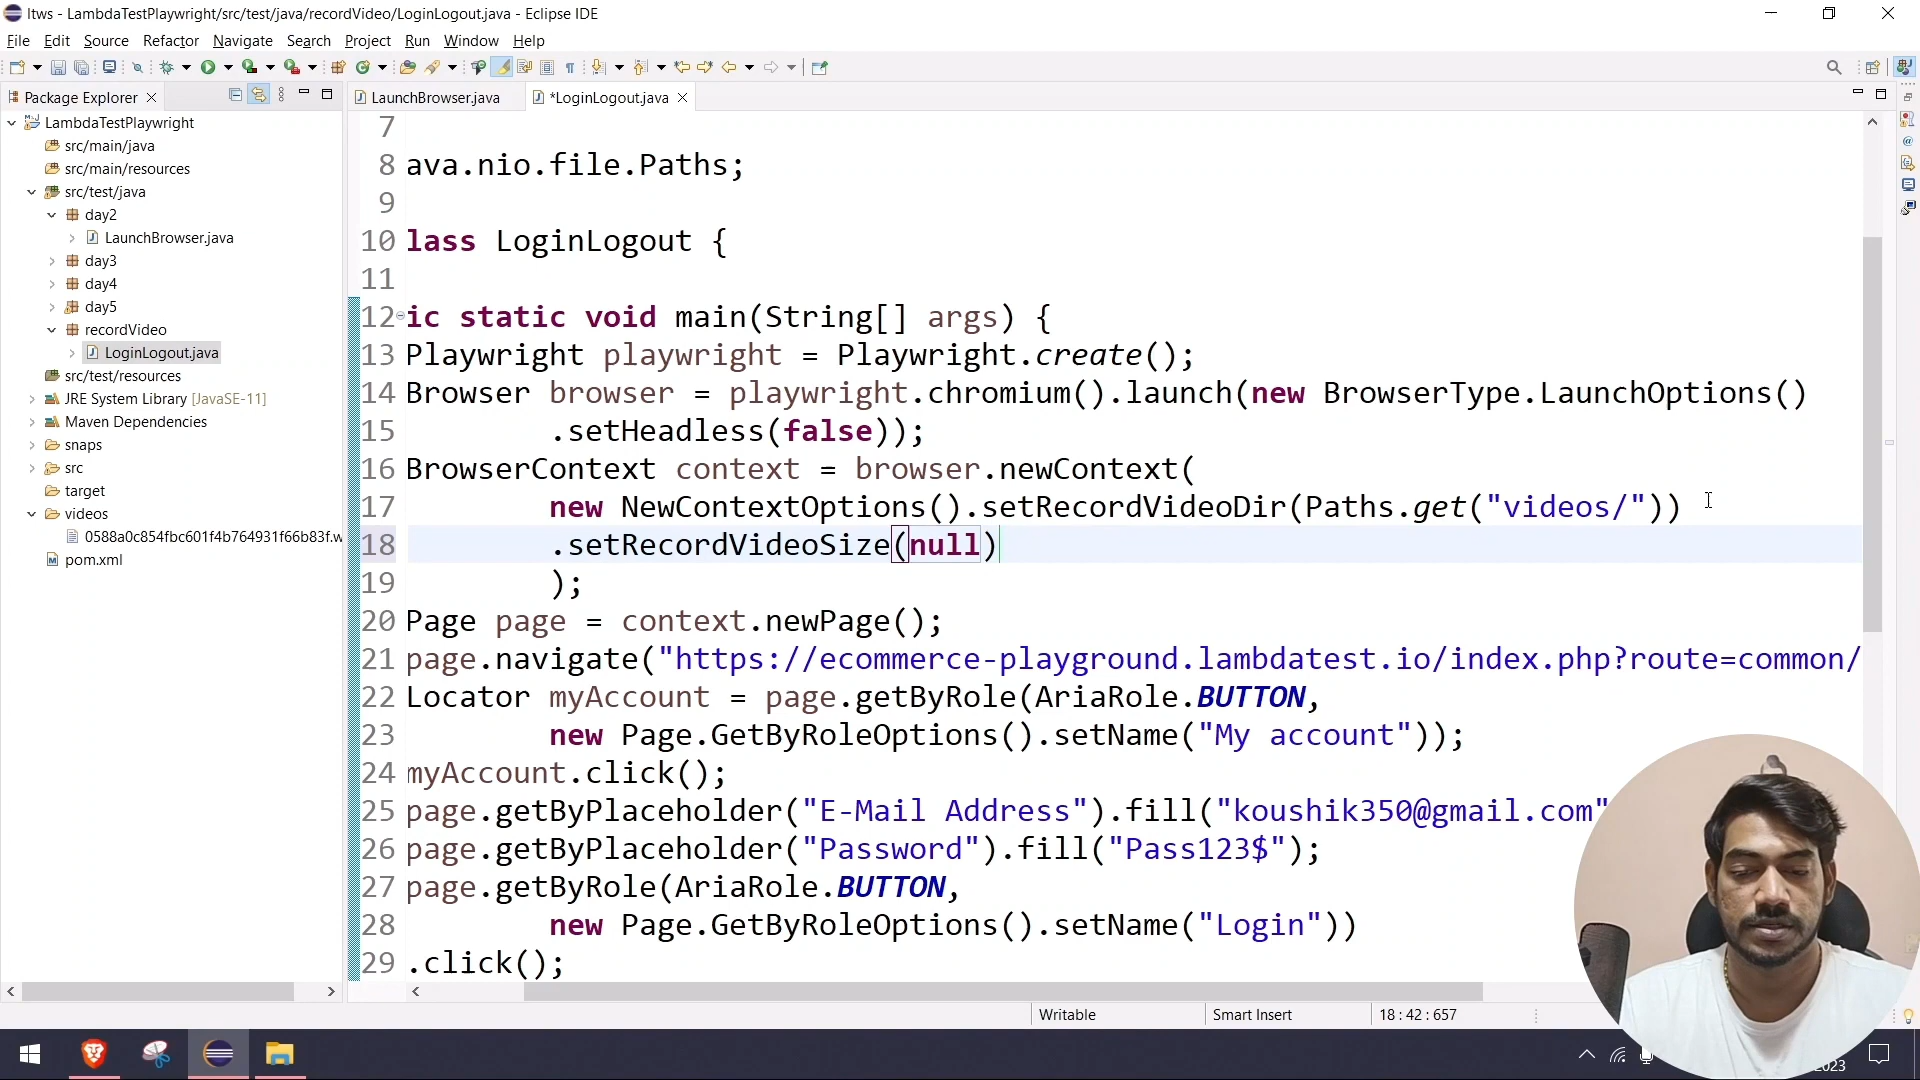 ltws - LambdaTestPlaywright/src/test/java/recordVideo/LoginLogout.java - Eclipse IDE
File Edit Source Refactor Navigate Search Project Run Window Help
Package Explorer
LaunchBrowser.java
*LoginLogout.java
LambdaTestPlaywright
src/main/java
src/main/resources
src/test/java
day2
LaunchBrowser.java
day3
day4
day5
recordVideo
LoginLogout.java
src/test/resources
JRE System Library [JavaSE-11]
Maven Dependencies
snaps
src
target
videos
0588a0c854fbc601f4b764931f66b83f.w
pom.xml
7
8 ava.nio.file.Paths;
9
10 lass LoginLogout {
11
12 ic static void main(String[] args) {
13 Playwright playwright = Playwright.create();
14 Browser browser = playwright.chromium().launch(new BrowserType.LaunchOptions()
15 .setHeadless(false));
16 BrowserContext context = browser.newContext(
17 new NewContextOptions().setRecordVideoDir(Paths.get("videos/"))
18 .setRecordVideoSize(null)
19 );
20 Page page = context.newPage();
21 page.navigate("https://ecommerce-playground.lambdatest.io/index.php?route=common/
22 Locator myAccount = page.getByRole(AriaRole.BUTTON,
23 new Page.GetByRoleOptions().setName("My account"));
24 myAccount.click();
25 page.getByPlaceholder("E-Mail Address").fill("koushik350@gmail.com"
26 page.getByPlaceholder("Password").fill("Pass123$");
27 page.getByRole(AriaRole.BUTTON,
28 new Page.GetByRoleOptions().setName("Login"))
29 .click();
Writable
Smart Insert
18 : 42 : 657
2023